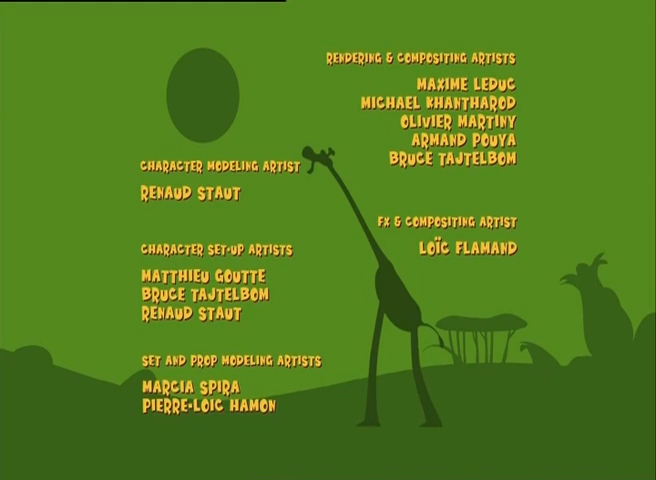 CHARACTER MODELING ARTIST
RENAUD STAUT
CHARACTER SET-UP ARTISTS
MATTHIEU GOUTTE
BRUCE TAJTELBOM
RENAUD STAUT
SET AND PROP MODELING ARTISTS
MARCIA SPIRA
PIERRE-LOIC HAMON
RENDERING & COMPOSITING ARTISTS
MAXIME LEDUC
MICHAEL KHANTHAROD
OLIVIER MARTINY
ARMAND POUYA
BRUCE TAJTELBOM
FX & COMPOSITING ARTIST
LOÏC FLAMAND